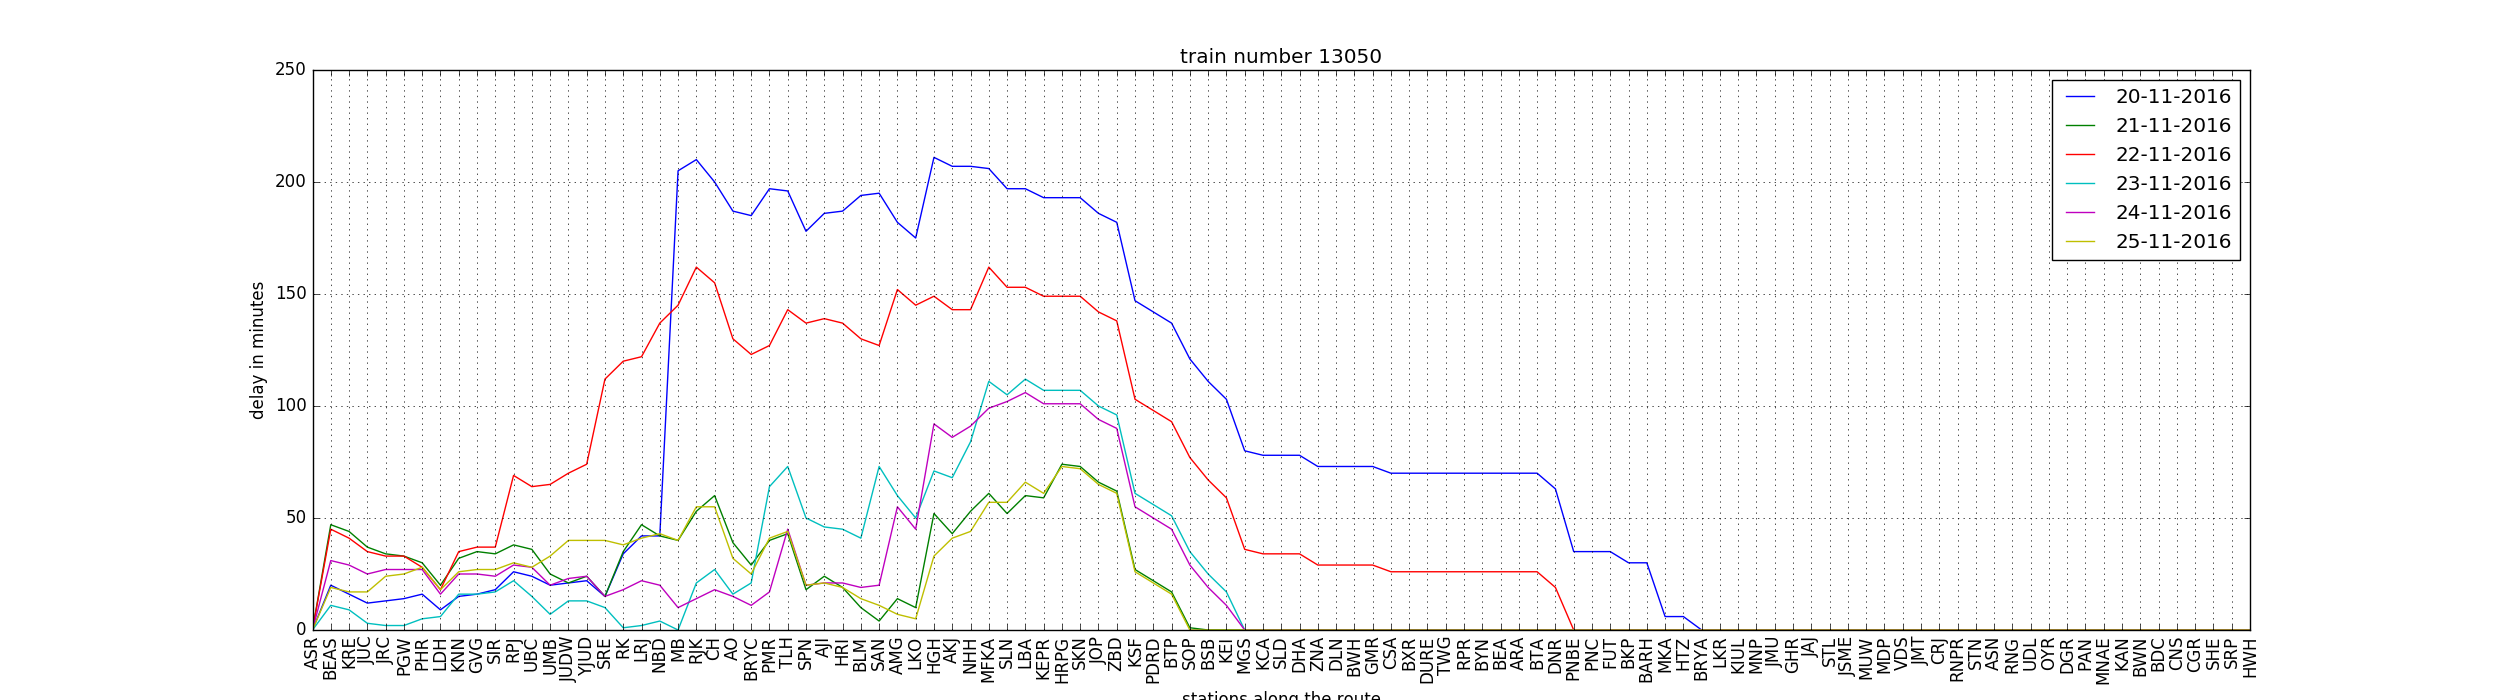 train number 13050
250
200
150
100
50
0
delay in minutes
20-11-2016
21-11-2016
22-11-2016
23-11-2016
24-11-2016
25-11-2016
ASR
BEAS
KRE
JUC
JRC
PGW
PHR
LDH
KNN
GVG
SIR
RPJ
UBC
UMB
JUDW
YJUD
SRE
RK
LRJ
NBD
MB
RJK
CH
AO
BRYC
PMR
TLH
SPN
AJI
HRI
BLM
SAN
AMG
LKO
HGH
AKJ
NHH
MFKA
SLN
LBA
KEPR
HRPG
SKN
JOP
ZBD
KSF
PDRD
BTP
SOP
BSB
KEI
MGS
KCA
SLD
DHA
ZNA
DLN
BWH
GMR
CSA
BXR
DURE
TWG
RPR
BYN
BEA
ARA
BTA
DNR
PNBE
PNC
FUT
BKP
BARH
MKA
HTZ
BRYA
LKR
KIUL
MNP
JMU
GHR
JAJ
STL
JSME
MUW
MDP
VDS
JMT
CRJ
RNPR
STN
ASN
RNG
UDL
OYR
DGR
PAN
MNAE
KAN
BWN
BDC
CNS
CGR
SHE
SRP
HWH
stations along the route